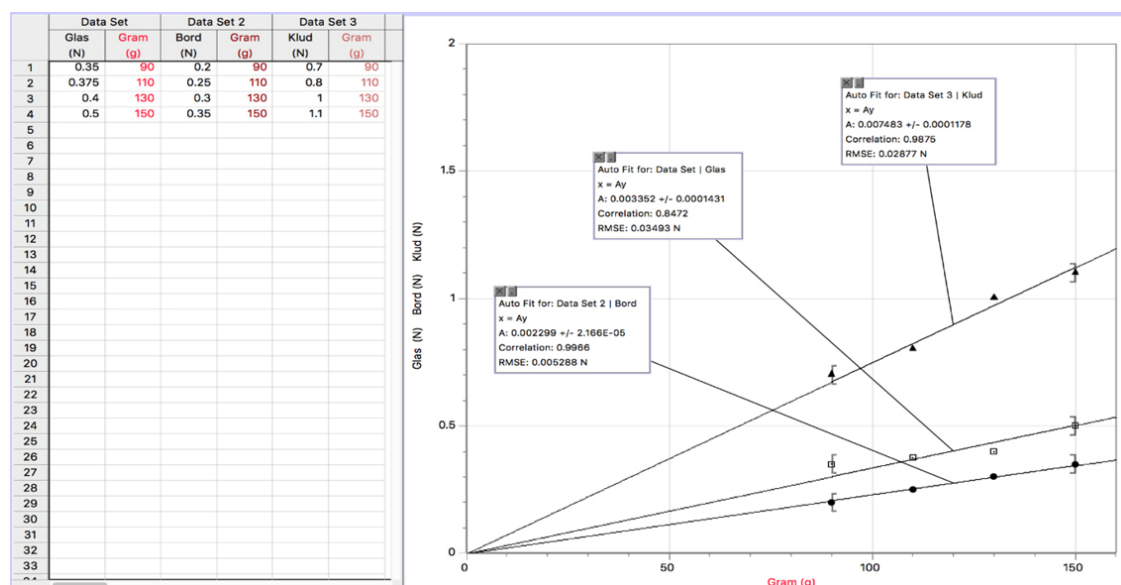 Data Set Data Set 2 Data Set 3
Glas Gram Bord Gram Klud Gram
(N) (g) (N) (g) (N) (g)
1 0.35 90 0.2 90 0.7 90
2 0.375 110 0.25 110 0.8 110
3 0.4 130 0.3 130 1 130
4 0.5 150 0.35 150 1.1 150
5
6
7
8
9
10
11
12
13
14
15
16
17
18
19
20
21
22
23
24
25
26
27
28
29
30
31
32
33
Glas (N) Bord (N) Klud (N)
2
1.5
1
0.5
0
Auto Fit for: Data Set 3 | Klud
x = Ay
A: 0.007483 +/- 0.0001178
Correlation: 0.9875
RMSE: 0.02877 N
Auto Fit for: Data Set | Glas
x = Ay
A: 0.003352 +/- 0.0001431
Correlation: 0.8472
RMSE: 0.03493 N
Auto Fit for: Data Set 2 | Bord
x = Ay
A: 0.002299 +/- 2.166E-05
Correlation: 0.9966
RMSE: 0.005288 N
0 50 100 150
Gram (g)